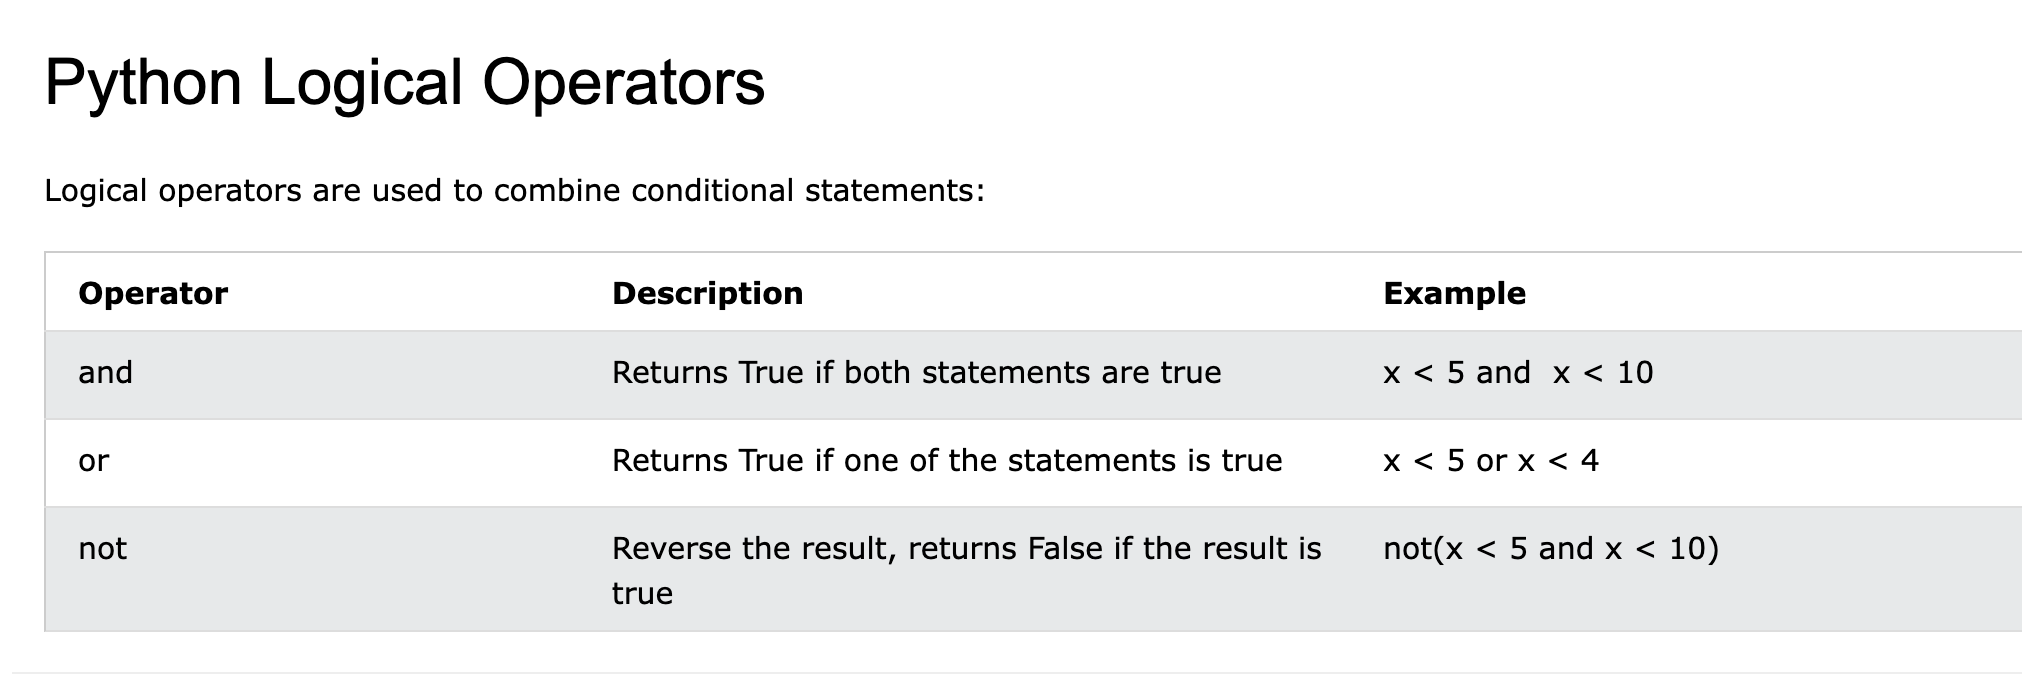 Python Logical Operators
Logical operators are used to combine conditional statements:
Operator Description Example
and Returns True if both statements are true x < 5 and  x < 10
or Returns True if one of the statements is true x < 5 or x < 4
not Reverse the result, returns False if the result is not(x < 5 and x < 10)
true